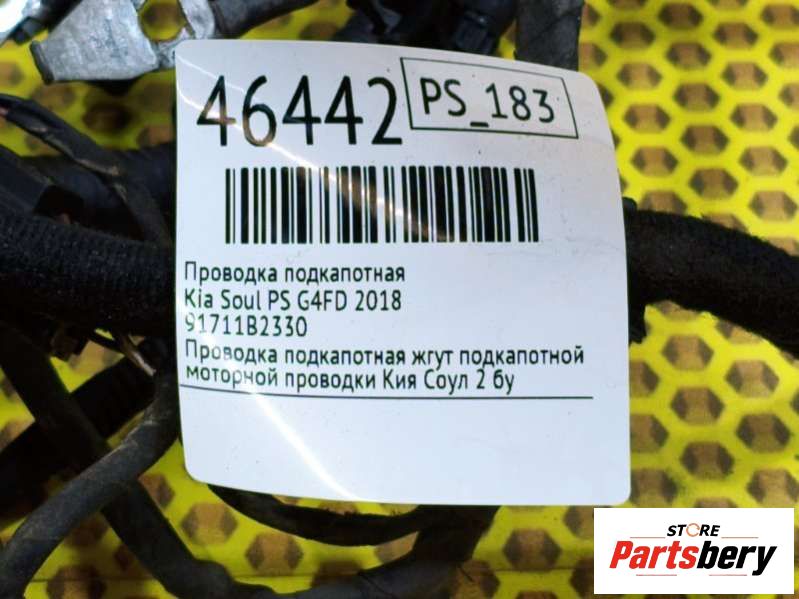 46442
PS_183
Проводка подкапотная
Kia Soul PS G4FD 2018
91711B2330
Проводка подкапотная жгут подкапотной
моторной проводки Кия Соул 2 бу
STORE
Partsbery